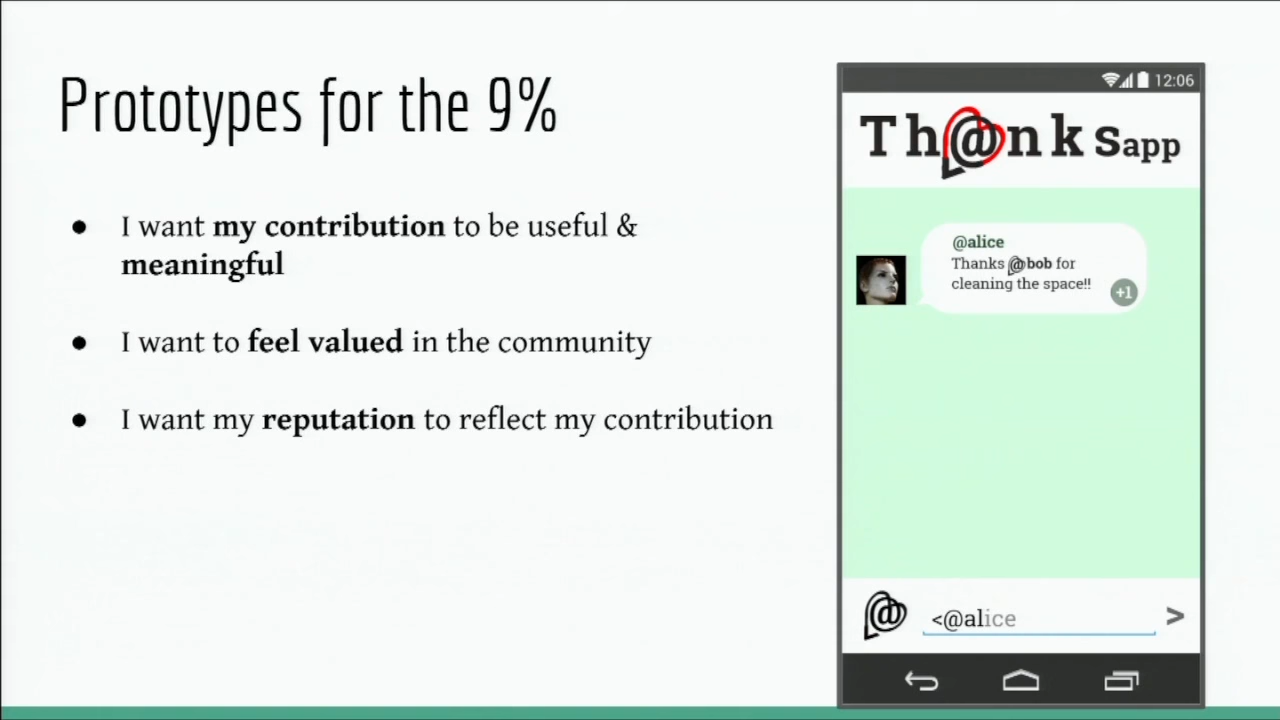 Prototypes for the 9%
● I want my contribution to be useful &
meaningful
● I want to feel valued in the community
● I want my reputation to reflect my contribution
12:06
Th@nksapp
@alice
Thanks @bob for
cleaning the space!!
+1
@
<@alice
>